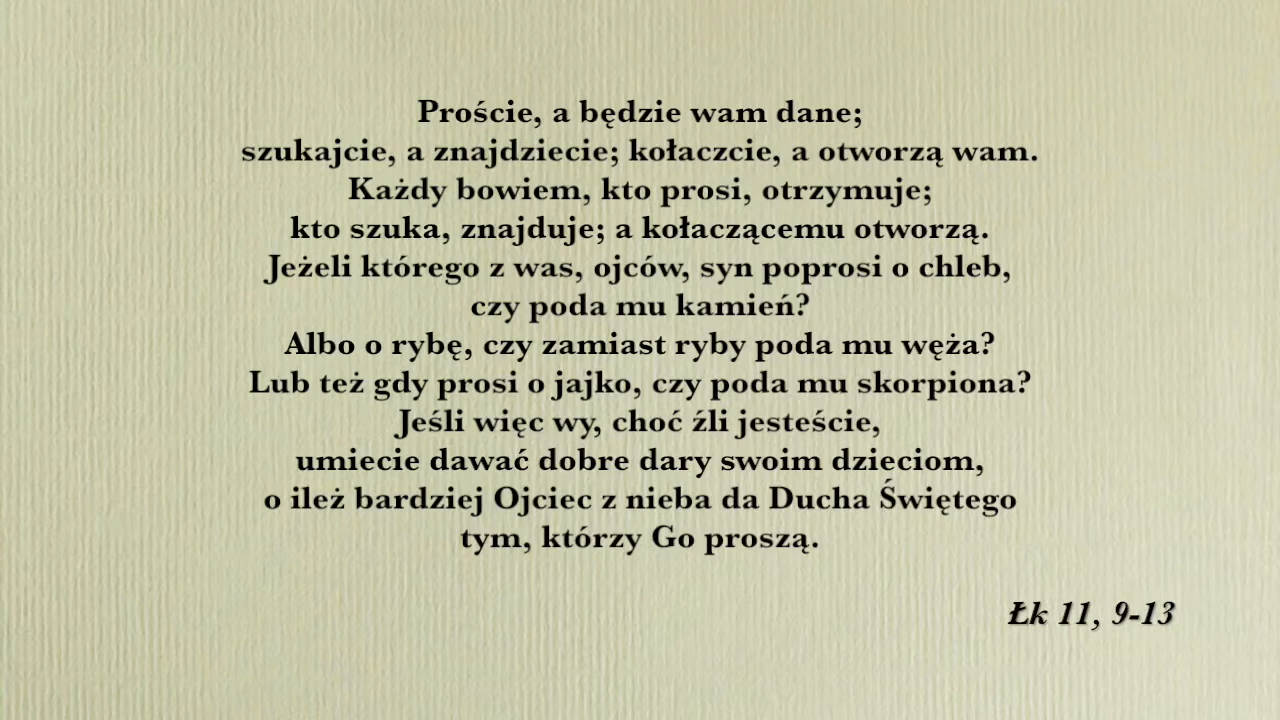 Proście, a będzie wam dane;
szukajcie, a znajdziecie; kołaczcie, a otworzą wam.
Każdy bowiem, kto prosi, otrzymuje;
kto szuka, znajduje; a kołaczącemu otworzą.
Jeżeli którego z was, ojców, syn poprosi o chleb,
czy poda mu kamień?
Albo o rybę, czy zamiast ryby poda mu węża?
Lub też gdy prosi o jajko, czy poda mu skorpiona?
Jeśli więc wy, choć źli jesteście,
umiecie dawać dobre dary swoim dzieciom,
o ileż bardziej Ojciec z nieba da Ducha Świętego
tym, którzy Go proszą.
Łk 11, 9-13